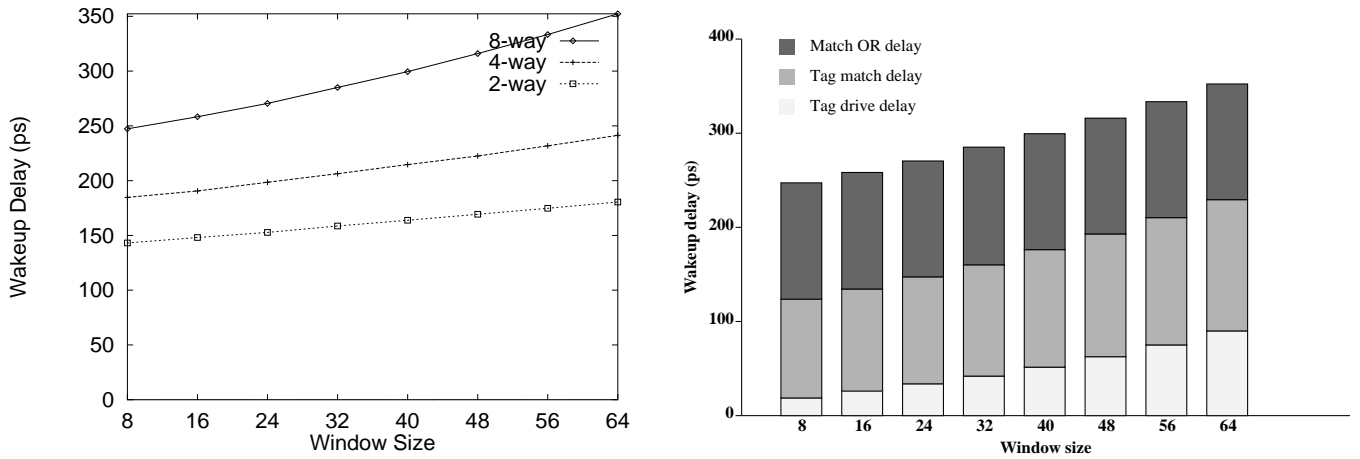 350
300
250
200
150
100
50
0
8 16 24 32 40 48 56 64
Wakeup Delay (ps)
Window Size
8-way
4-way
2-way
400
300
200
100
0
8 16 24 32 40 48 56 64
Wakeup delay (ps)
Window size
Match OR delay
Tag match delay
Tag drive delay